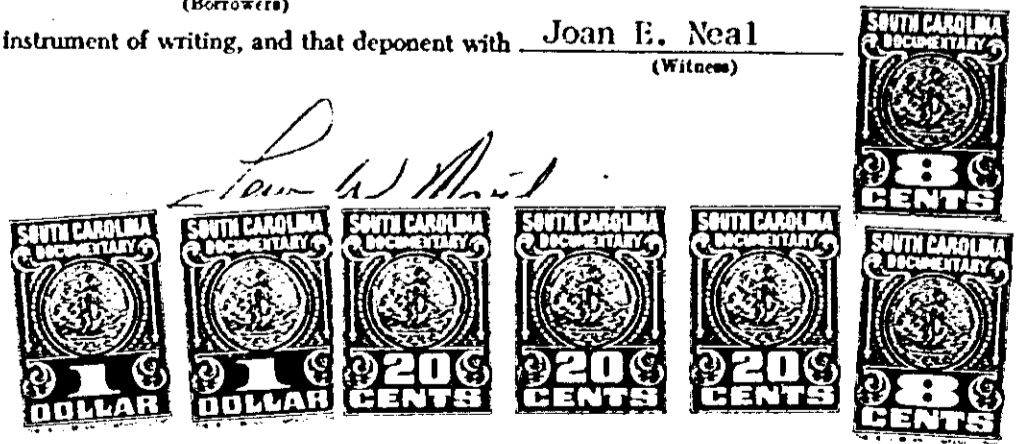 (Borrowers)
instrument of writing, and that deponent with Joan E. Neal
(Witness)
SOUTH CAROLINA
DOCUMENTARY
8
CENTS
SOUTH CAROLINA
DOCUMENTARY
1
DOLLAR
SOUTH CAROLINA
DOCUMENTARY
1
DOLLAR
SOUTH CAROLINA
DOCUMENTARY
20
CENTS
SOUTH CAROLINA
DOCUMENTARY
20
CENTS
SOUTH CAROLINA
DOCUMENTARY
20
CENTS
SOUTH CAROLINA
DOCUMENTARY
8
CENTS